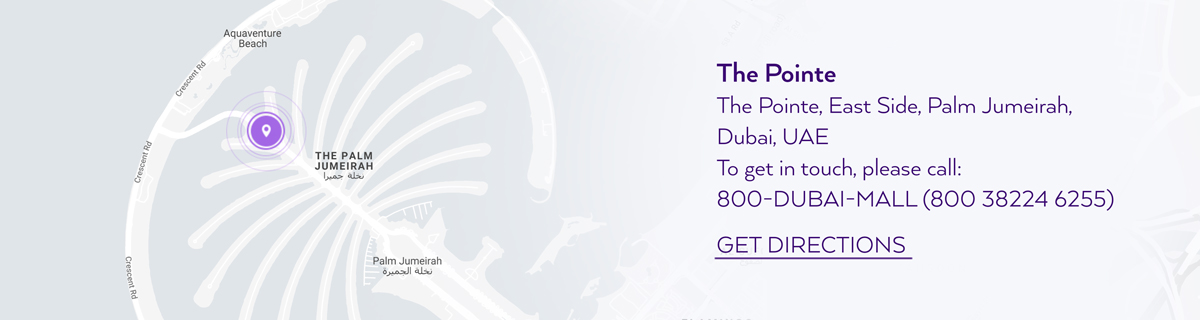 Aquaventure
Beach
Crescent Rd
Crescent Rd
THE PALM
JUMEIRAH
نخلة جميرا
Palm Jumeirah
نخلة الجميرة
Crescent Rd
The Pointe
The Pointe, East Side, Palm Jumeirah,
Dubai, UAE
To get in touch, please call:
800-DUBAI-MALL (800 38224 6255)
GET DIRECTIONS